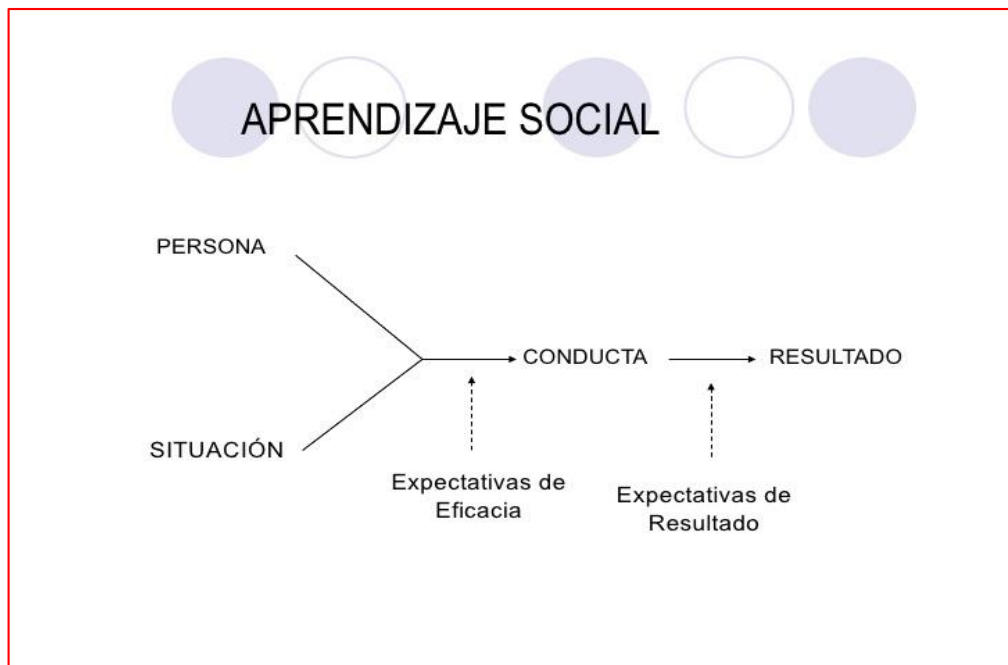 APRENDIZAJE SOCIAL
PERSONA
CONDUCTA
RESULTADO
SITUACIÓN
Expectativas de
Eficacia
Expectativas de
Resultado